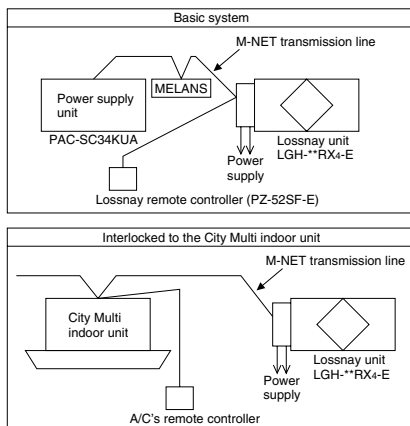 Basic system
M-NET transmission line
Power supply
unit
MELANS
PAC-SC34KUA
Power
supply
Lossnay unit
LGH-**RX4-E
Lossnay remote controller (PZ-52SF-E)
Interlocked to the City Multi indoor unit
M-NET transmission line
City Multi
indoor unit
Power
supply
Lossnay unit
LGH-**RX4-E
A/C's remote controller